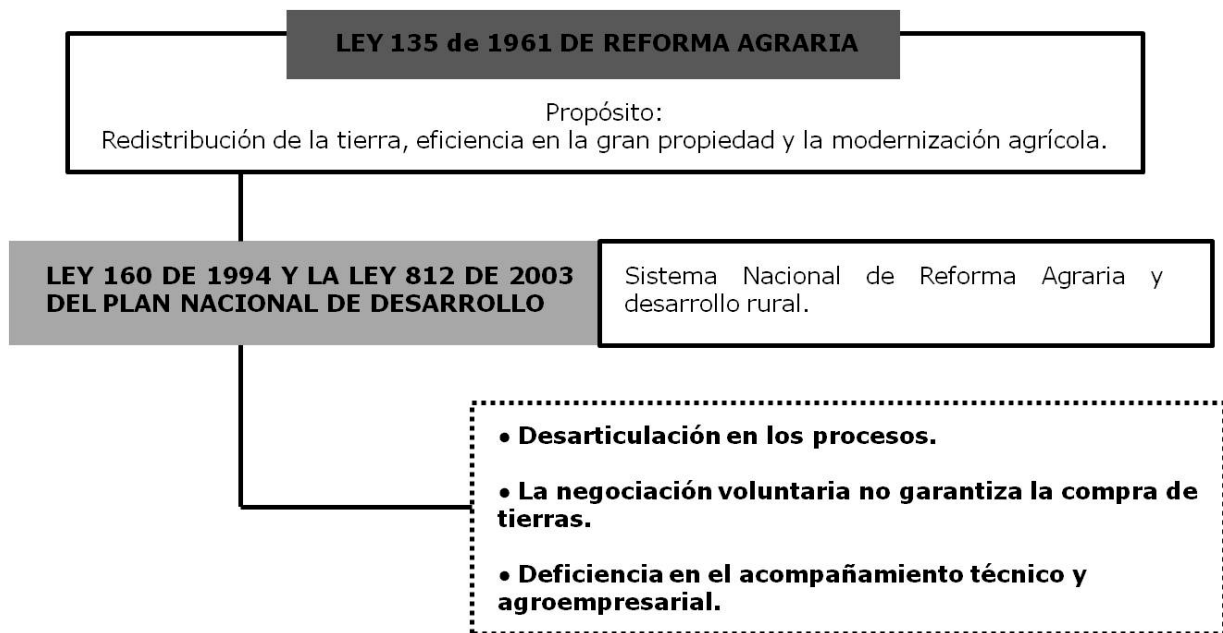 LEY 135 de 1961 DE REFORMA AGRARIA
Propósito:
Redistribución de la tierra, eficiencia en la gran propiedad y la modernización agrícola.
LEY 160 DE 1994 Y LA LEY 812 DE 2003
DEL PLAN NACIONAL DE DESARROLLO
Sistema Nacional de Reforma Agraria y
desarrollo rural.
• Desarticulación en los procesos.
• La negociación voluntaria no garantiza la compra de
tierras.
• Deficiencia en el acompañamiento técnico y
agroempresarial.